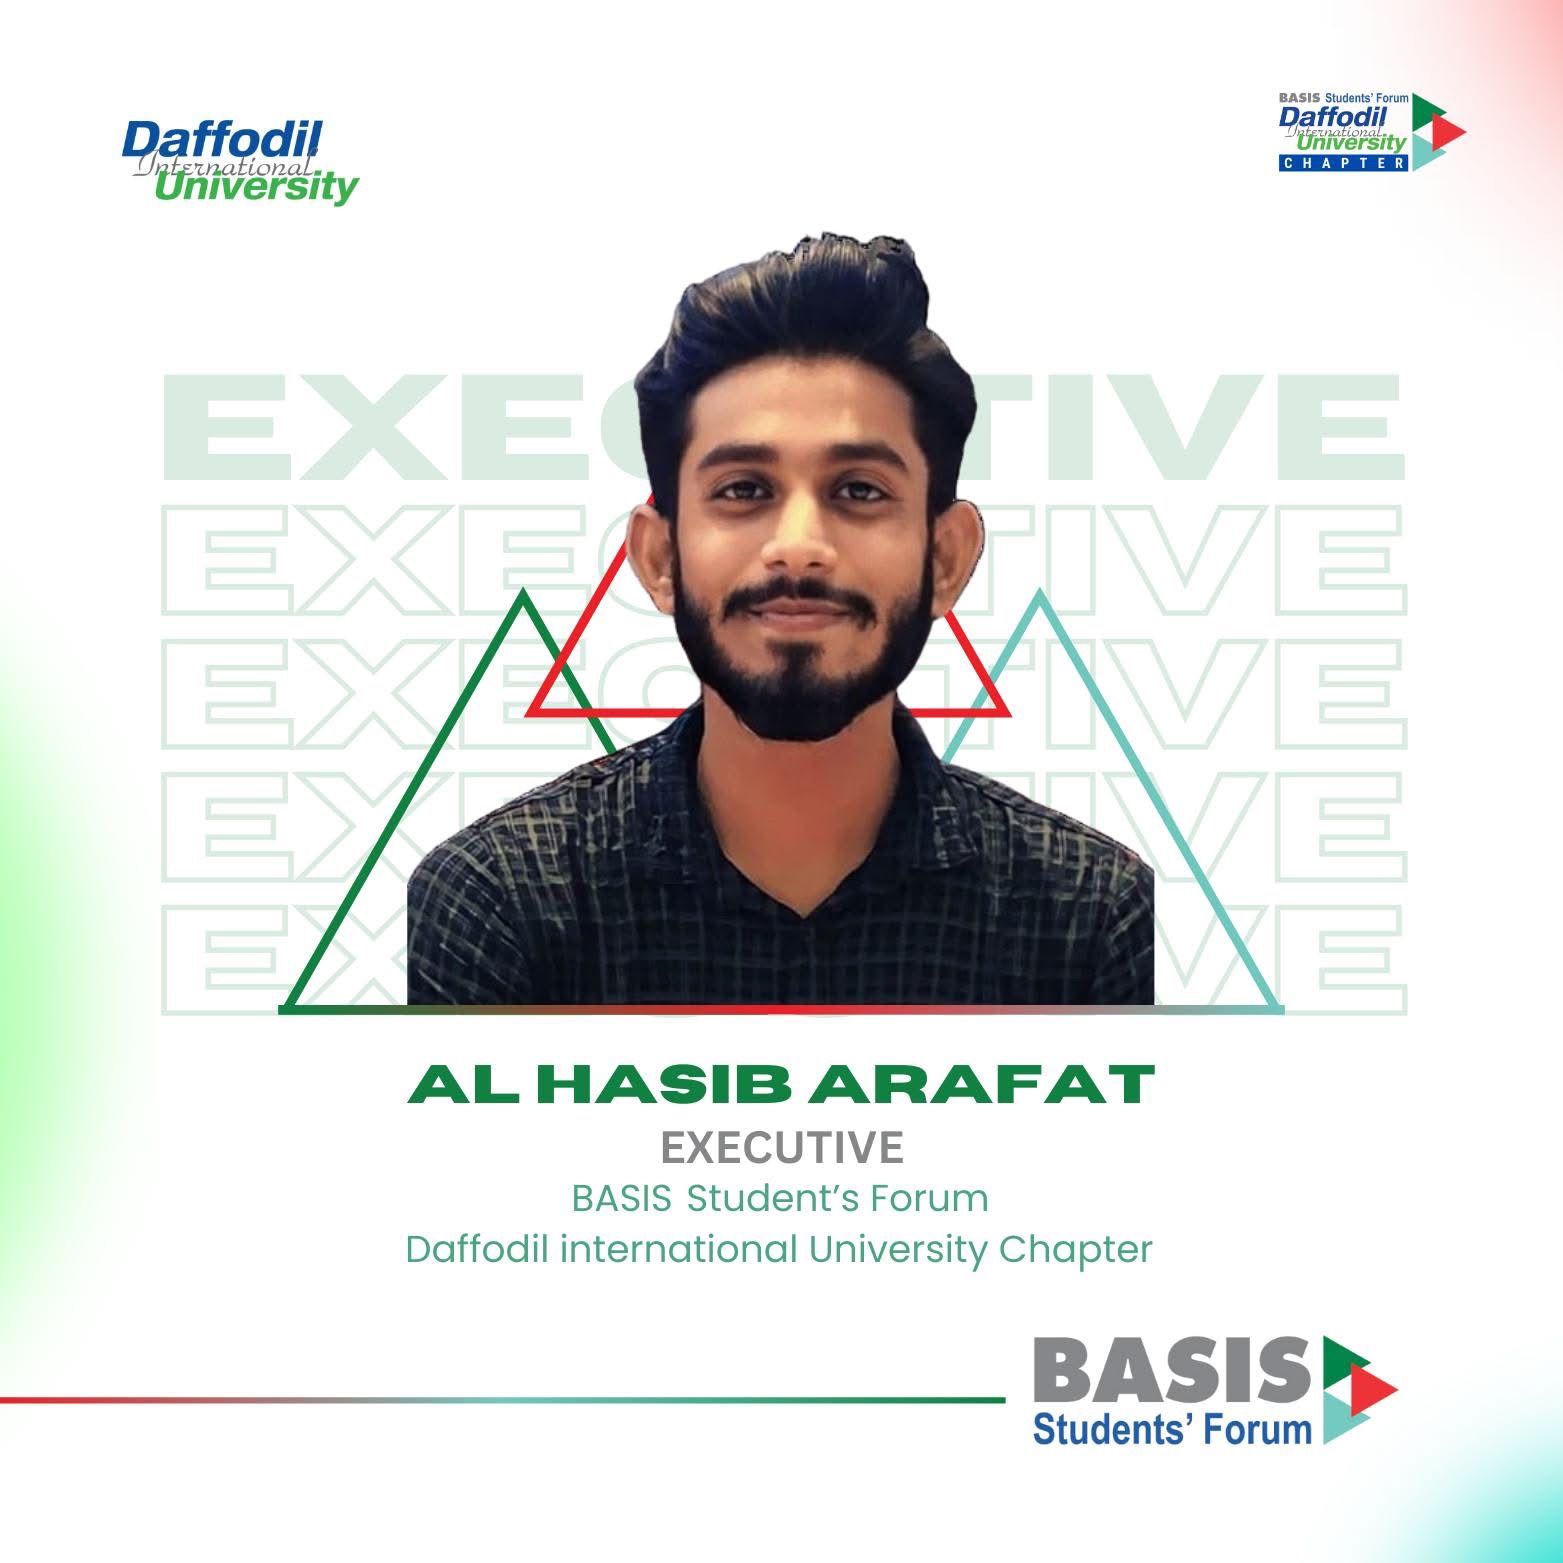 Daffodil
International
University
BASIS Students' Forum
Daffodil
International
University
CHAPTER
EXECUTIVE
EXECUTIVE
EXECUTIVE
EXECUTIVE
EXECUTIVE
AL HASIB ARAFAT
EXECUTIVE
BASIS Student’s Forum
Daffodil international University Chapter
BASIS
Students’ Forum